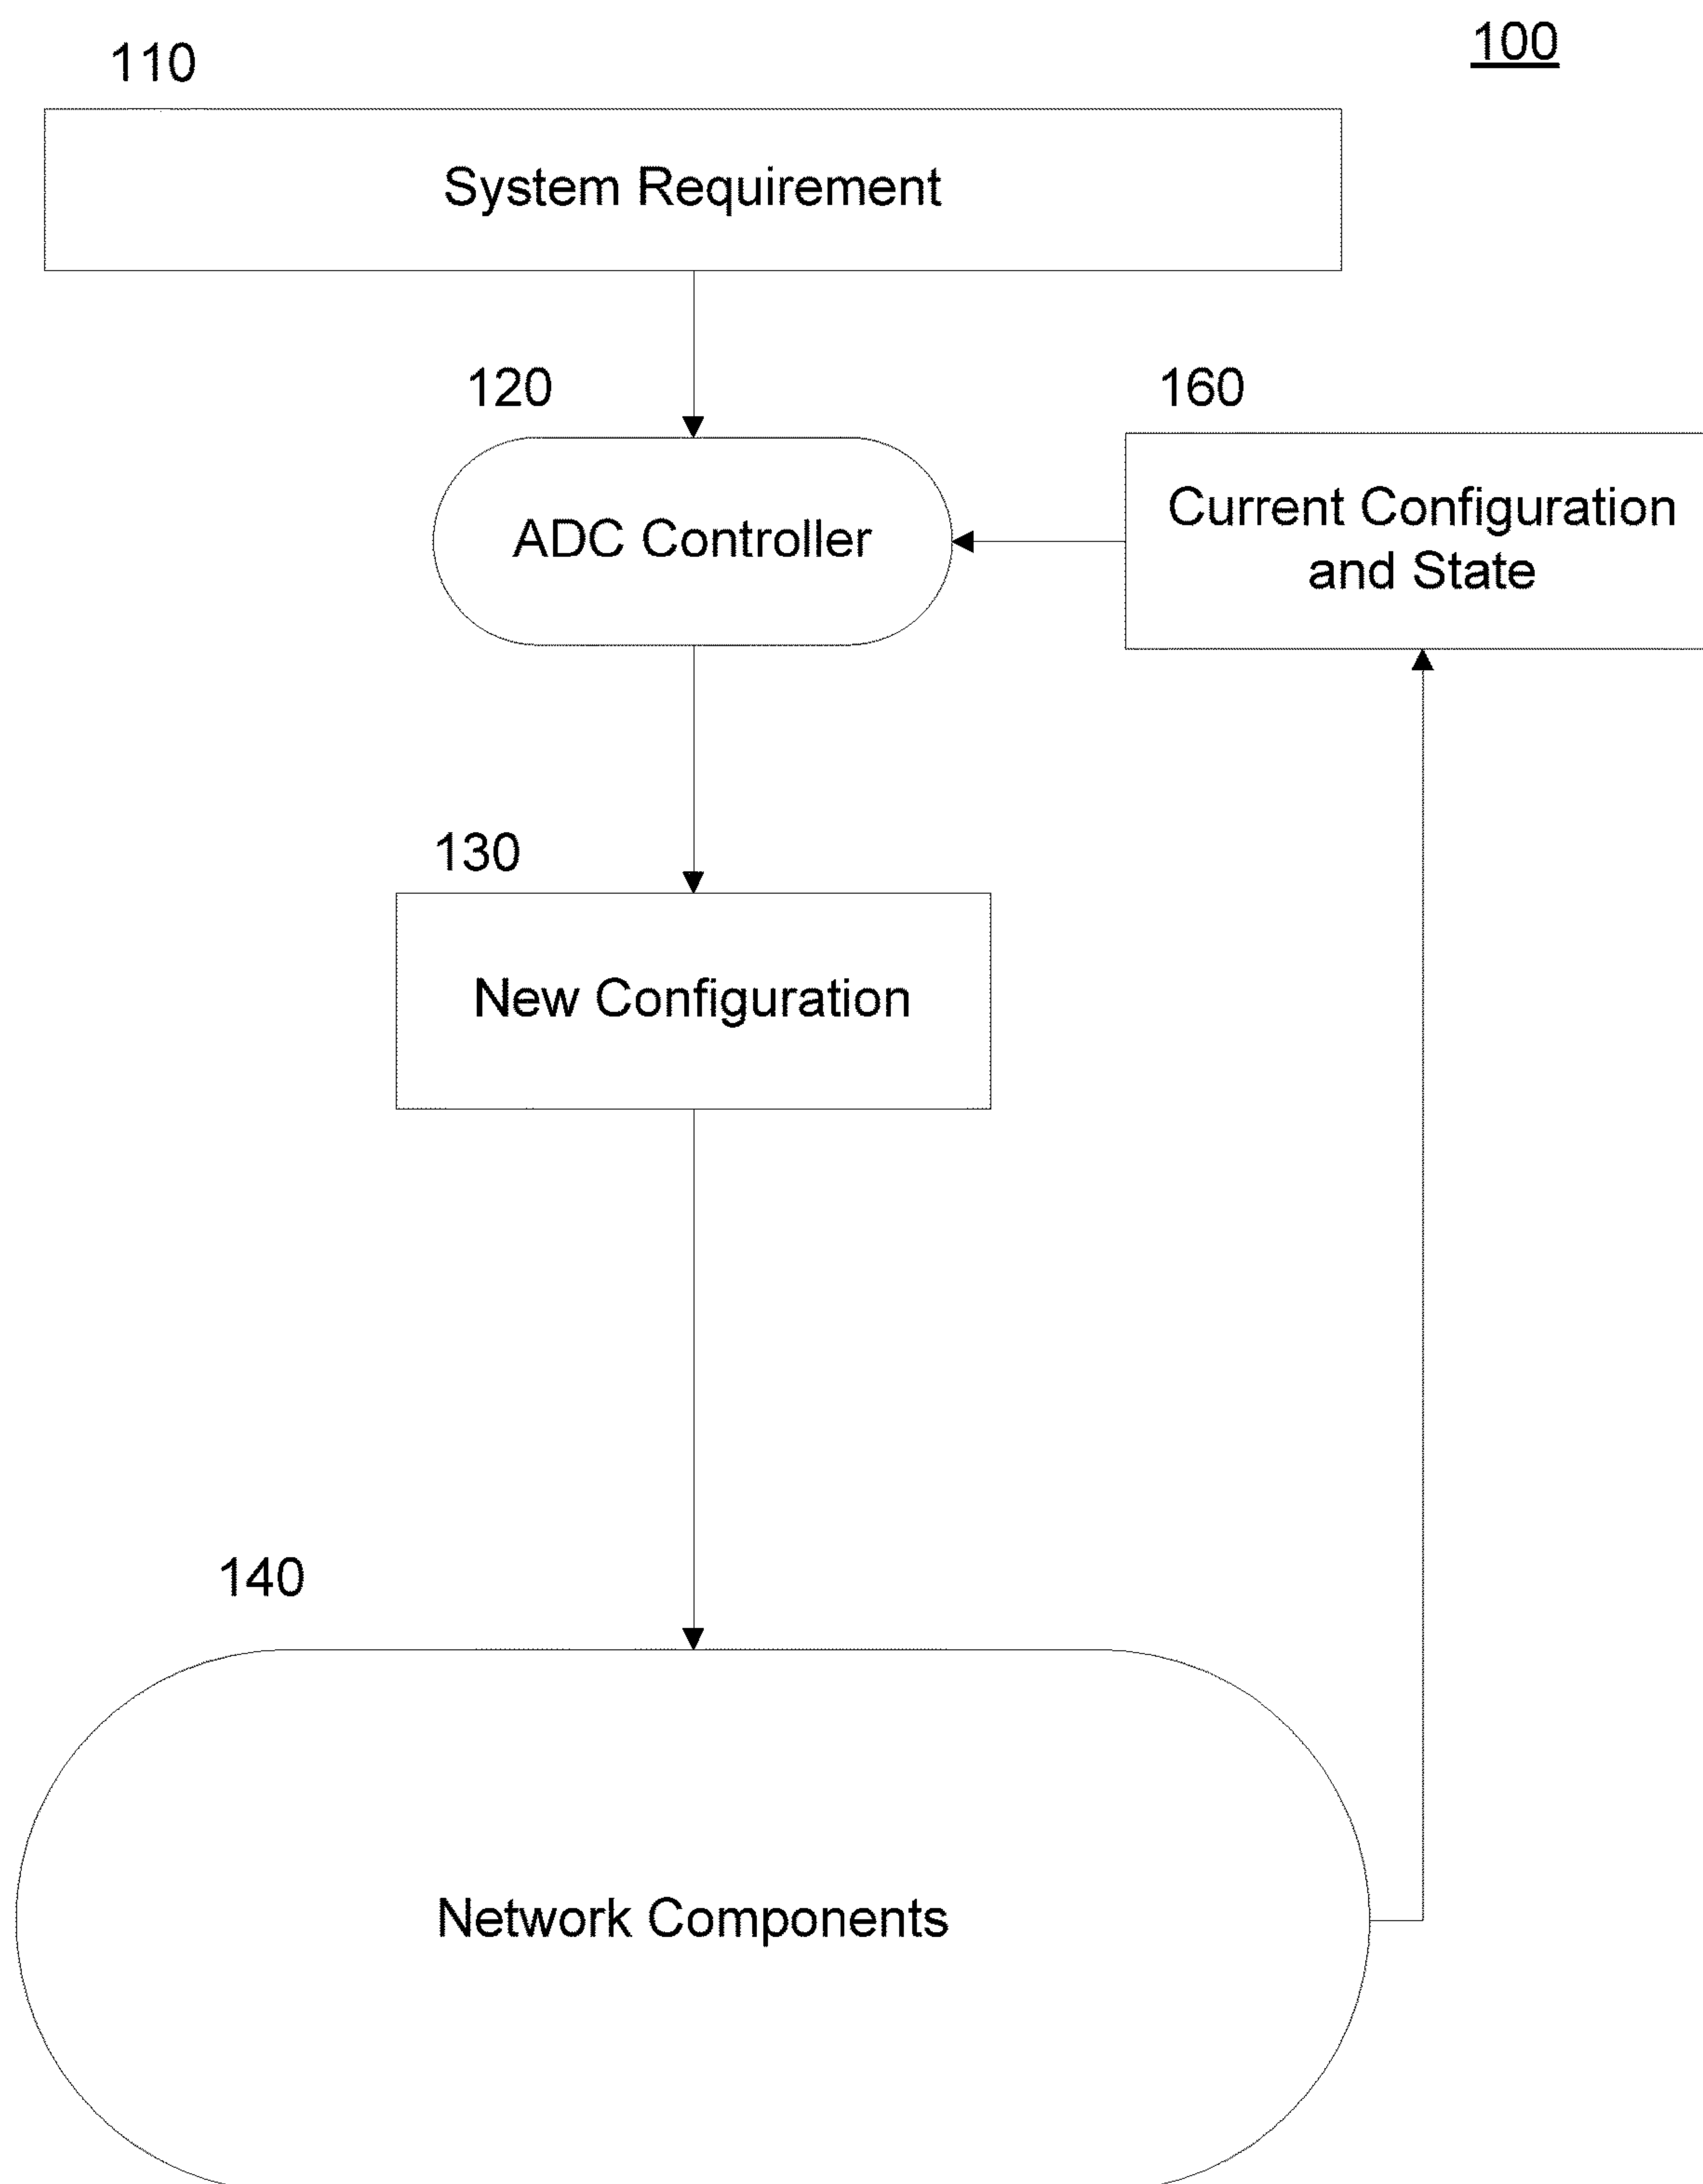 100
110
System Requirement
120
160
ADC Controller
Current Configuration
and State
130
New Configuration
140
Network Components